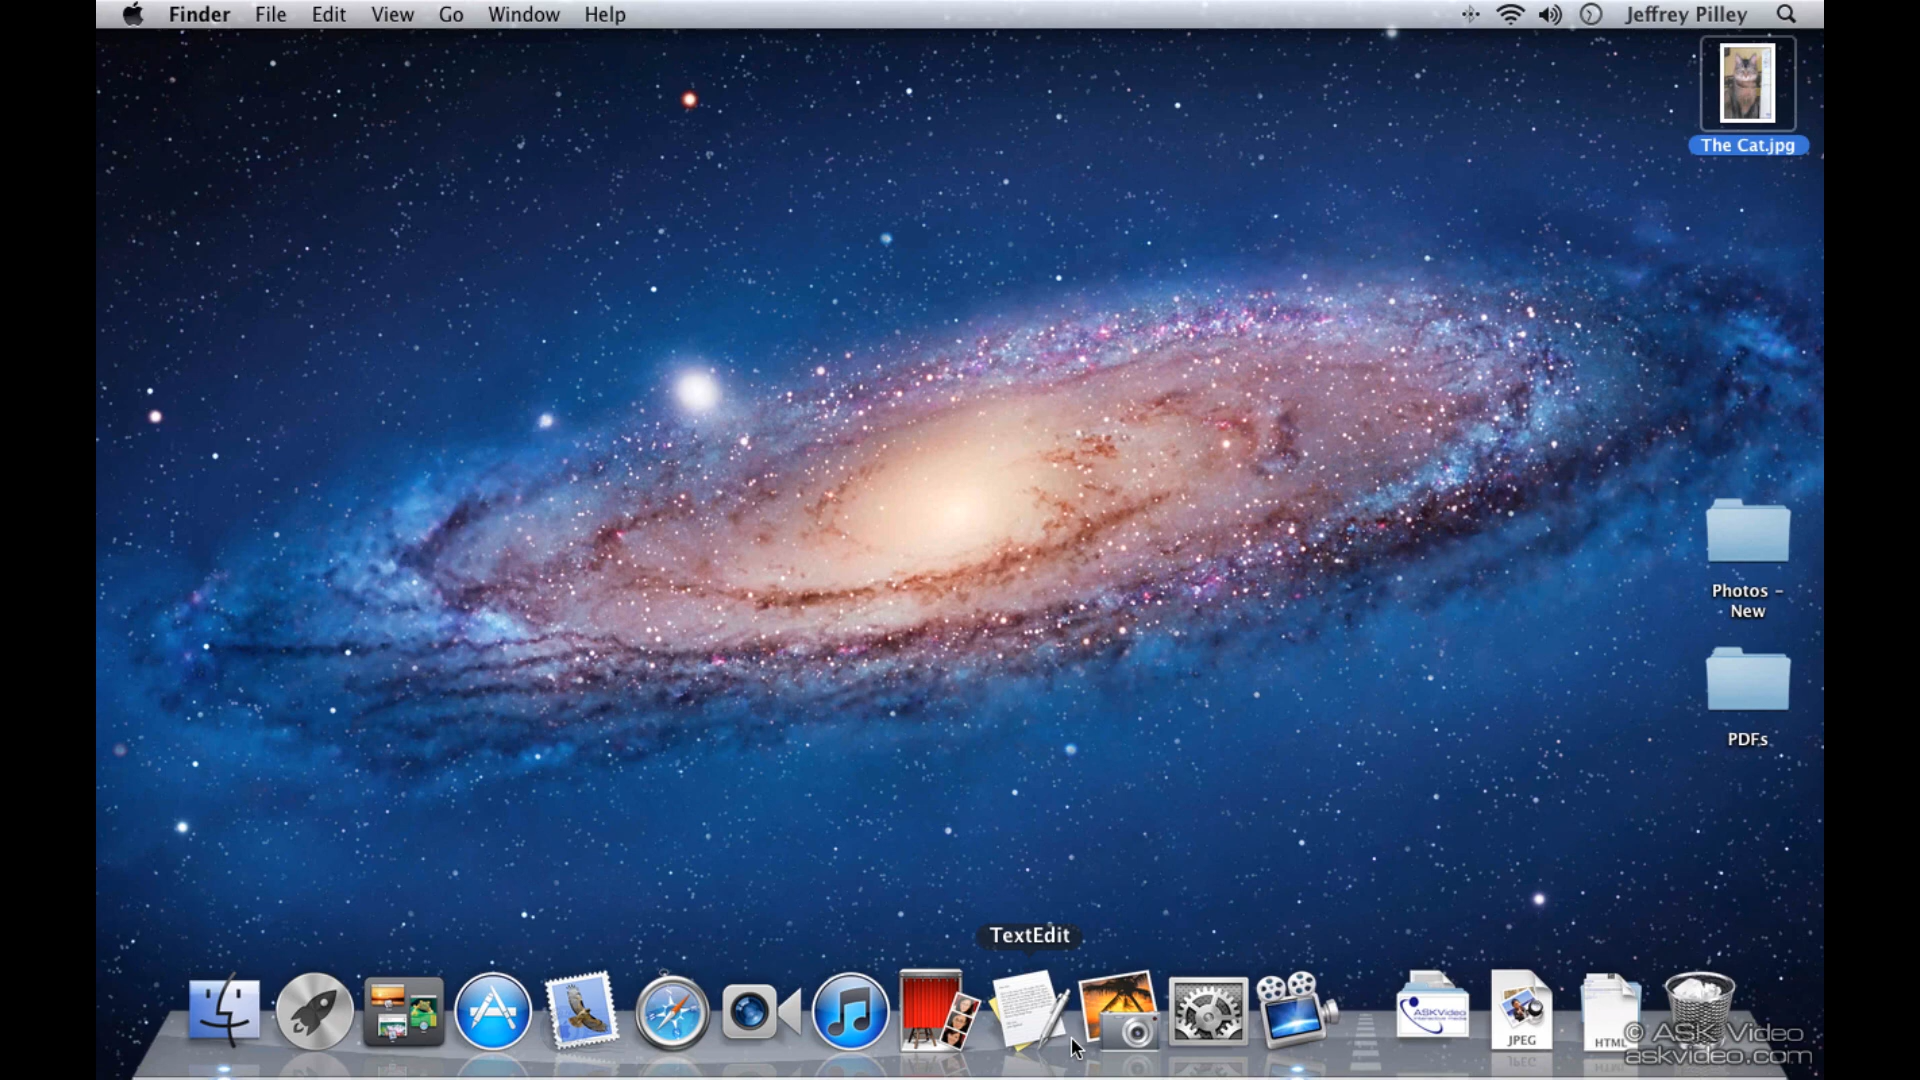 Finder File Edit View Go Window Help Jeffrey Pilley
The Cat.jpg
Photos -
New
PDFs
TextEdit
ASKVideo
JPEG
HTML
© ASK Video
askvideo.com